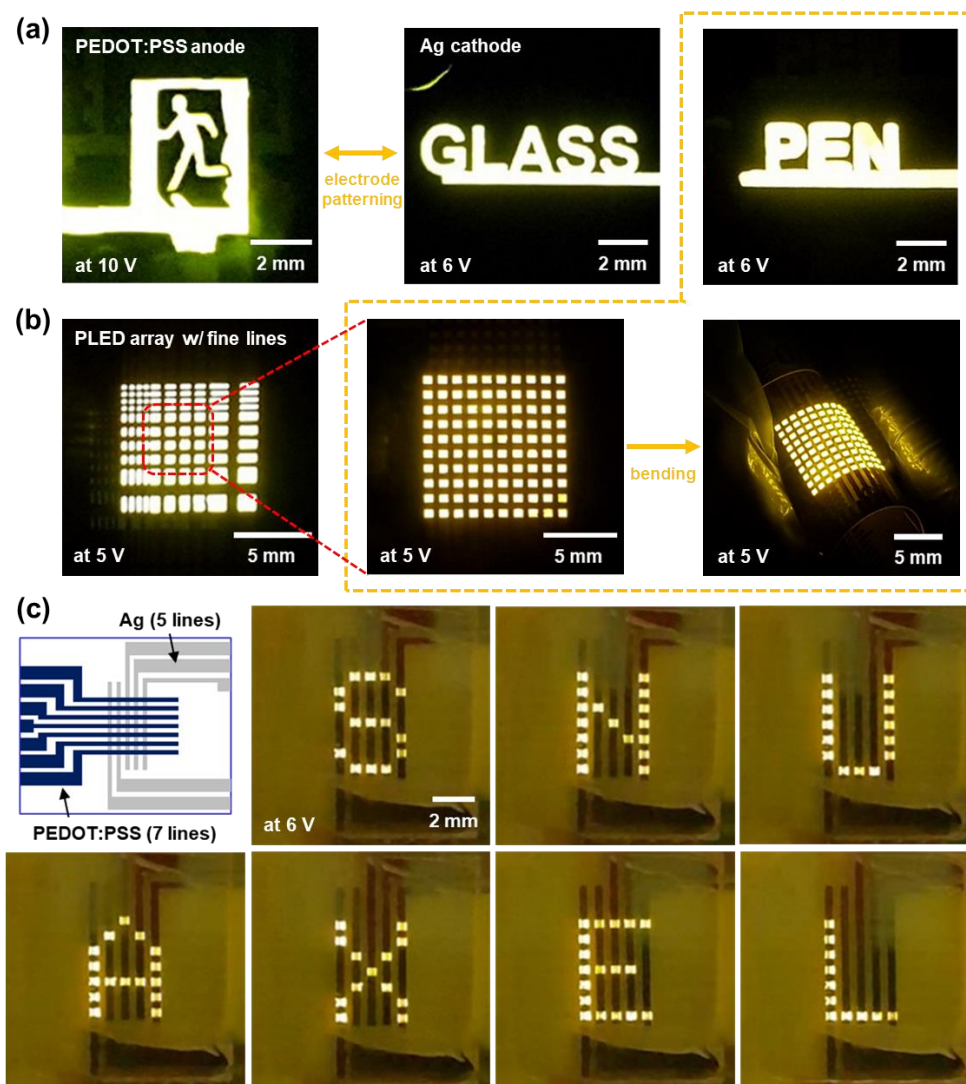 (a)
PEDOT:PSS anode
at 10 V
2 mm
electrode
patterning
Ag cathode
GLASS
at 6 V
2 mm
PEN
at 6 V
2 mm
(b)
PLED array w/ fine lines
at 5 V
5 mm
at 5 V
5 mm
bending
at 5 V
5 mm
(c)
Ag (5 lines)
PEDOT:PSS (7 lines)
S
at 6 V
2 mm
N
U
A
X
E
L